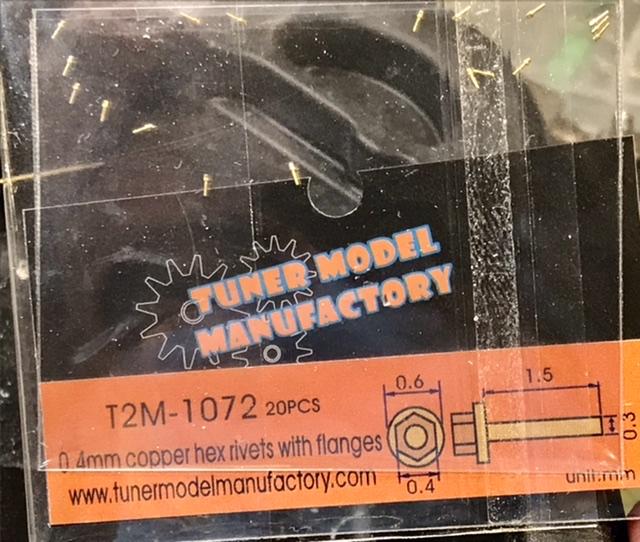 TUNER MODEL
MANUFACTORY
T2M-1072 20PCS
0.4mm copper hex rivets with flanges
www.tunermodelmanufactory.com
0.6
1.5
0.3
0.4
unit:mm